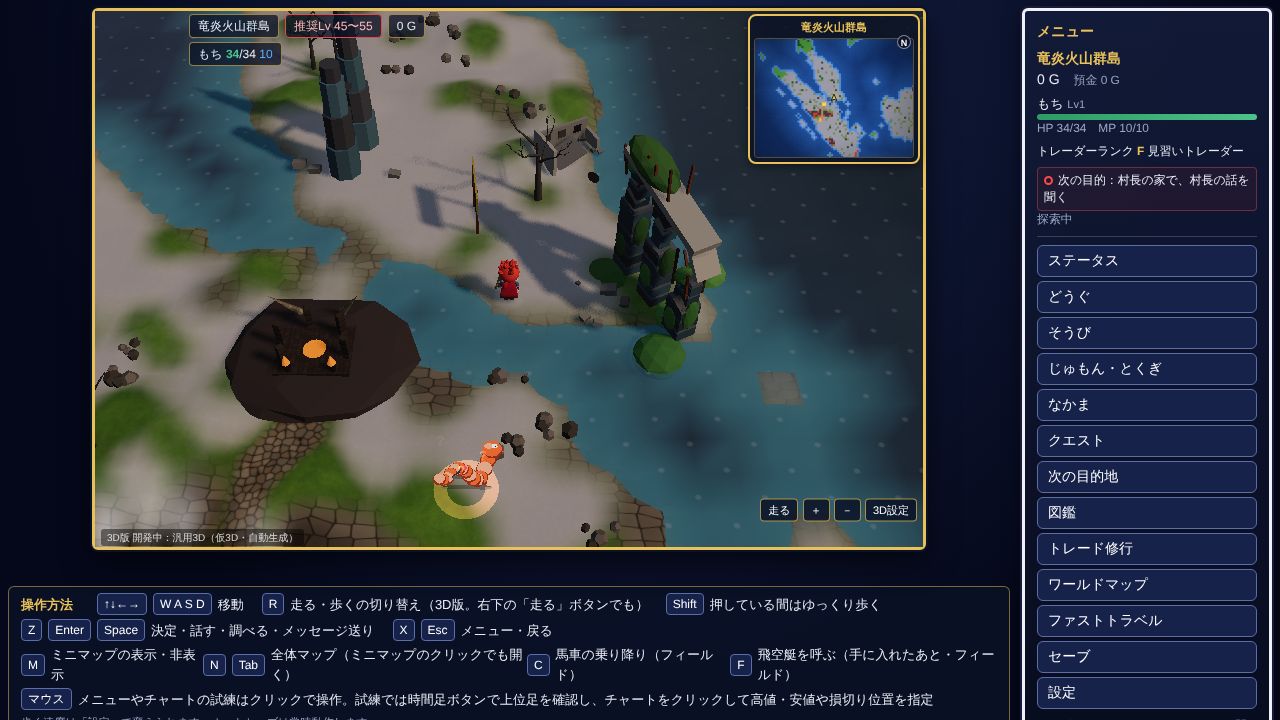 竜炎火山群島 推奨Lv 45〜55 0 G
もち 34/34 10
竜炎火山群島
N
走る + − 3D設定
3D版 開発中：汎用3D（仮3D・自動生成）
メニュー
竜炎火山群島
0 G 預金 0 G
もち Lv1
HP 34/34 MP 10/10
トレーダーランク F 見習いトレーダー
次の目的：村長の家で、村長の話を
聞く
探索中
ステータス
どうぐ
そうび
じゅもん・とくぎ
なかま
クエスト
次の目的地
図鑑
トレード修行
ワールドマップ
ファストトラベル
セーブ
設定
操作方法 ↑↓←→ W A S D 移動 R 走る・歩くの切り替え（3D版。右下の「走る」ボタンでも） Shift 押している間はゆっくり歩く
Z Enter Space 決定・話す・調べる・メッセージ送り X Esc メニュー・戻る
M ミニマップの表示・非表示 N Tab 全体マップ（ミニマップのクリックでも開く） C 馬車の乗り降り（フィールド） F 飛空艇を呼ぶ（手に入れたあと・フィールド）
マウス メニューやチャートの試練はクリックで操作。試練では時間足ボタンで上位足を確認し、チャートをクリックして高値・安値や損切り位置を指定